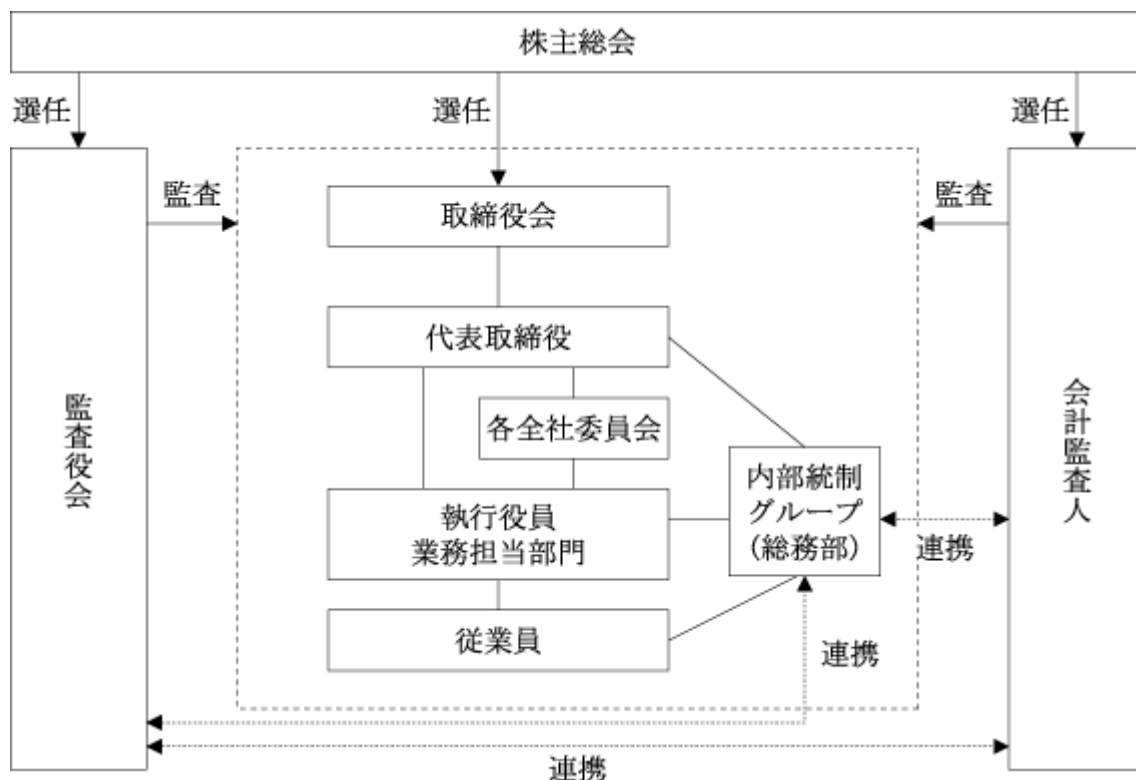 株主総会
選任
選任
選任
監査
監査
取締役会
代表取締役
各全社委員会
監査役会
会計監査人
内部統制
グループ
（総務部）
執行役員
業務担当部門
連携
従業員
連携
連携